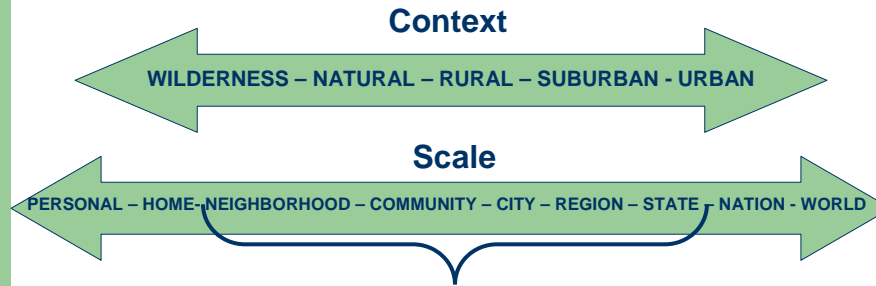 Context
WILDERNESS – NATURAL – RURAL – SUBURBAN - URBAN
Scale
PERSONAL – HOME- NEIGHBORHOOD – COMMUNITY – CITY – REGION – STATE – NATION - WORLD